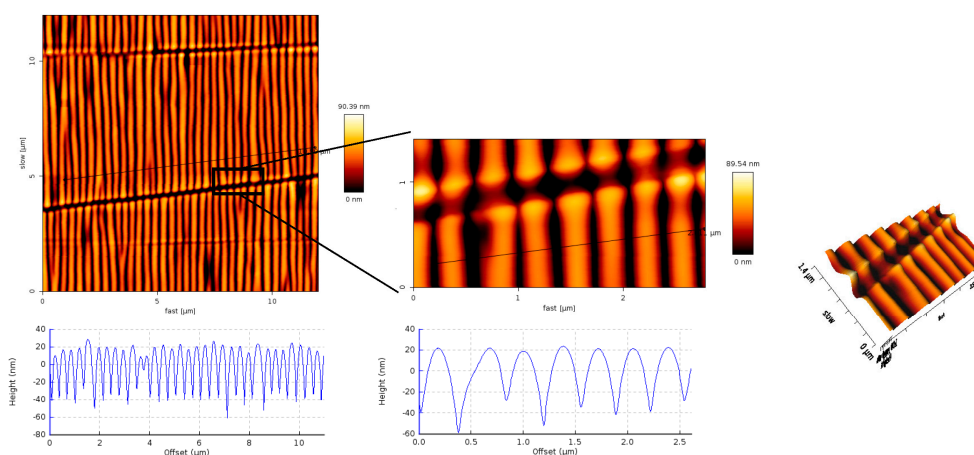 90.39 nm
0 nm
slow [µm]
10
5
0
0
5
10
fast [µm]
89.54 nm
0 nm
1
0
0
1
2
fast [µm]
1.4 µm
slow
0 µm
Height (nm)
40
20
0
-20
-40
-60
-80
0
2
4
6
8
10
Offset (µm)
Height (nm)
40
20
0
-20
-40
-60
0.0
0.5
1.0
1.5
2.0
2.5
Offset (µm)